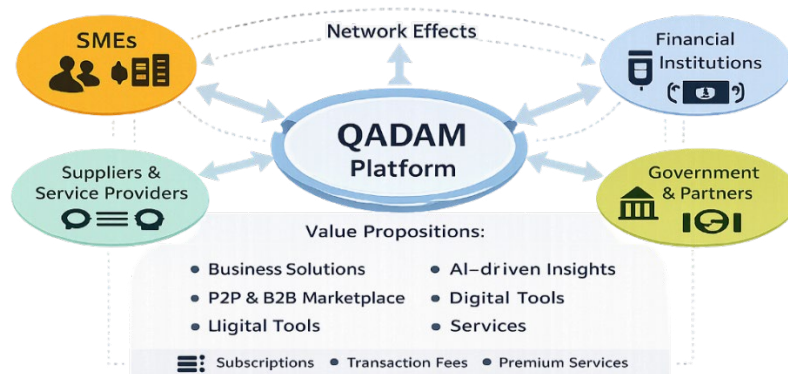 SMEs
Network Effects
Financial
Institutions
QADAM
Platform
Suppliers &
Service Providers
Government
& Partners
Value Propositions:
• Business Solutions
• AI-driven Insights
• P2P & B2B Marketplace
• Digital Tools
• Lligital Tools
• Services
Subscriptions • Transaction Fees • Premium Services